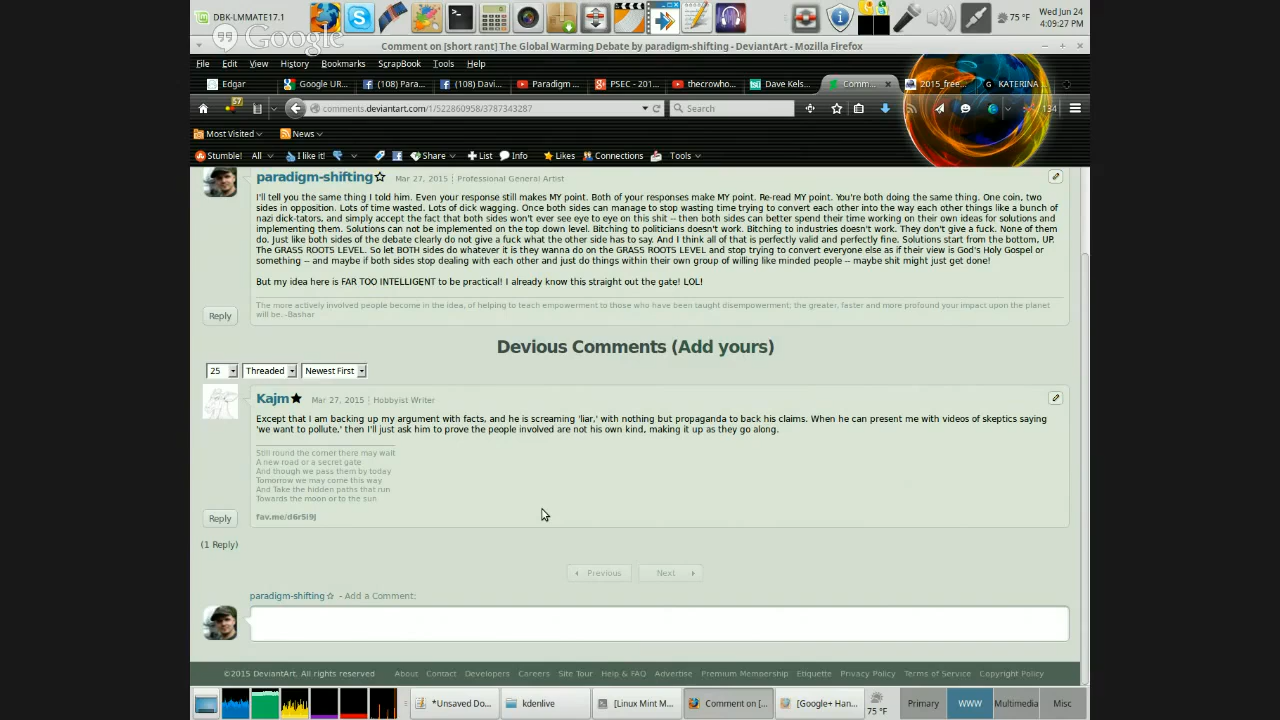 DBK-LMMATE17.1
75 °F
Wed Jun 24
4:09:27 PM
Google
Comment on [short rant] The Global Warming Debate by paradigm-shifting - DeviantArt - Mozilla Firefox
File Edit View History Bookmarks ScrapBook Tools Help
Edgar
Google UR...
(108) Para...
(108) Davi...
Paradigm ...
PSEC - 201...
thecrowho...
Dave Kels...
Comm...
2015_free...
KATERINA
57
comments.deviantart.com/1/522860958/3787343287
Search
134
Most Visited
News
Stumble! All I like it! Share List Info Likes Connections Tools
paradigm-shifting Mar 27, 2015 Professional General Artist
I'll tell you the same thing I told him. Even your response still makes MY point. Both of your responses make MY point. Re-read MY point. You're both doing the same thing. One coin, two
sides in opposition. Lots of time wasted. Lots of dick wagging. Once both sides can manage to stop wasting time trying to convert each other into the way each other things like a bunch of
nazi dick-tators, and simply accept the fact that both sides won't ever see eye to eye on this shit -- then both sides can better spend their time working on their own ideas for solutions and
implementing them. Solutions can not be implemented on the top down level. Bitching to politicians doesn't work. Bitching to industries doesn't work. They don't give a fuck. None of them
do. Just like both sides of the debate clearly do not give a fuck what the other side has to say. And I think all of that is perfectly valid and perfectly fine. Solutions start from the bottom, UP.
The GRASS ROOTS LEVEL. So let BOTH sides do whatever it is they wanna do on the GRASS ROOTS LEVEL and stop trying to convert everyone else as if their view is God's Holy Gospel or
something -- and maybe if both sides stop dealing with each other and just do things within their own group of willing like minded people -- maybe shit might just get done!
But my idea here is FAR TOO INTELLIGENT to be practical! I already know this straight out the gate! LOL!
The more actively involved people become in the idea, of helping to teach empowerment to those who have been taught disempowerment; the greater, faster and more profound your impact upon the planet
will be. -Bashar
Reply
Devious Comments (Add yours)
25 Threaded Newest First
Kajm Mar 27, 2015 Hobbyist Writer
Except that I am backing up my argument with facts, and he is screaming 'liar,' with nothing but propaganda to back his claims. When he can present me with videos of skeptics saying
'we want to pollute,' then I'll just ask him to prove the people involved are not his own kind, making it up as they go along.
Still round the corner there may wait
A new road or a secret gate
And though we pass them by today
Tomorrow we may come this way
And Take the hidden paths that run
Towards the moon or to the sun
fav.me/d6r5i9j
Reply
(1 Reply)
Previous Next
paradigm-shifting - Add a Comment:
©2015 DeviantArt. All rights reserved About Contact Developers Careers Site Tour Help & FAQ Advertise Premium Membership Etiquette Privacy Policy Terms of Service Copyright Policy
*Unsaved Do...
kdenlive
[Linux Mint M...
Comment on [...
[Google+ Han...
75 °F
Primary
WWW
Multimedia
Misc